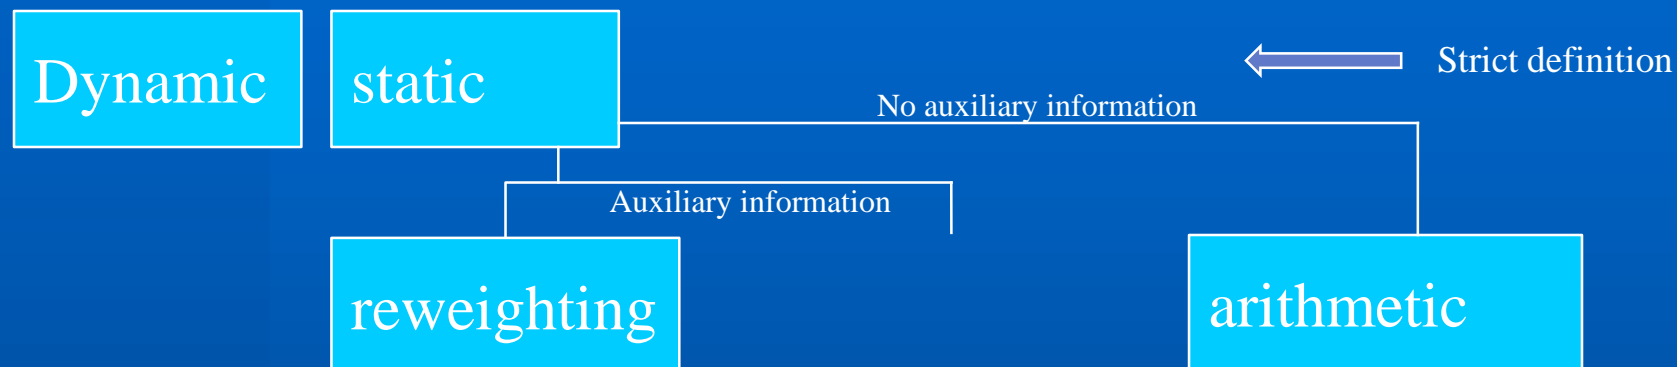 Dynamic
static
Strict definition
No auxiliary information
Auxiliary information
reweighting
arithmetic